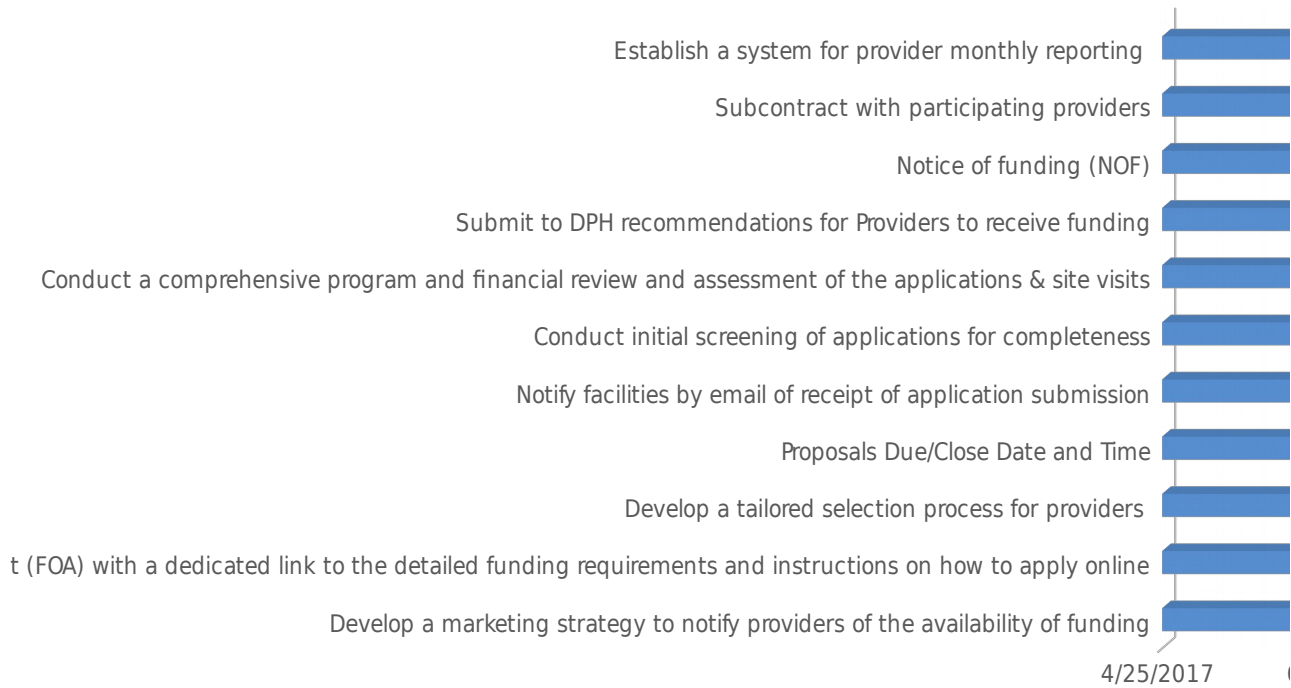 Establish a system for provider monthly reporting
Subcontract with participating providers
Notice of funding (NOF)
Submit to DPH recommendations for Providers to receive funding
Conduct a comprehensive program and financial review and assessment of the applications & site visits
Conduct initial screening of applications for completeness
Notify facilities by email of receipt of application submission
Proposals Due/Close Date and Time
Develop a tailored selection process for providers
t (FOA) with a dedicated link to the detailed funding requirements and instructions on how to apply online
Develop a marketing strategy to notify providers of the availability of funding
4/25/2017